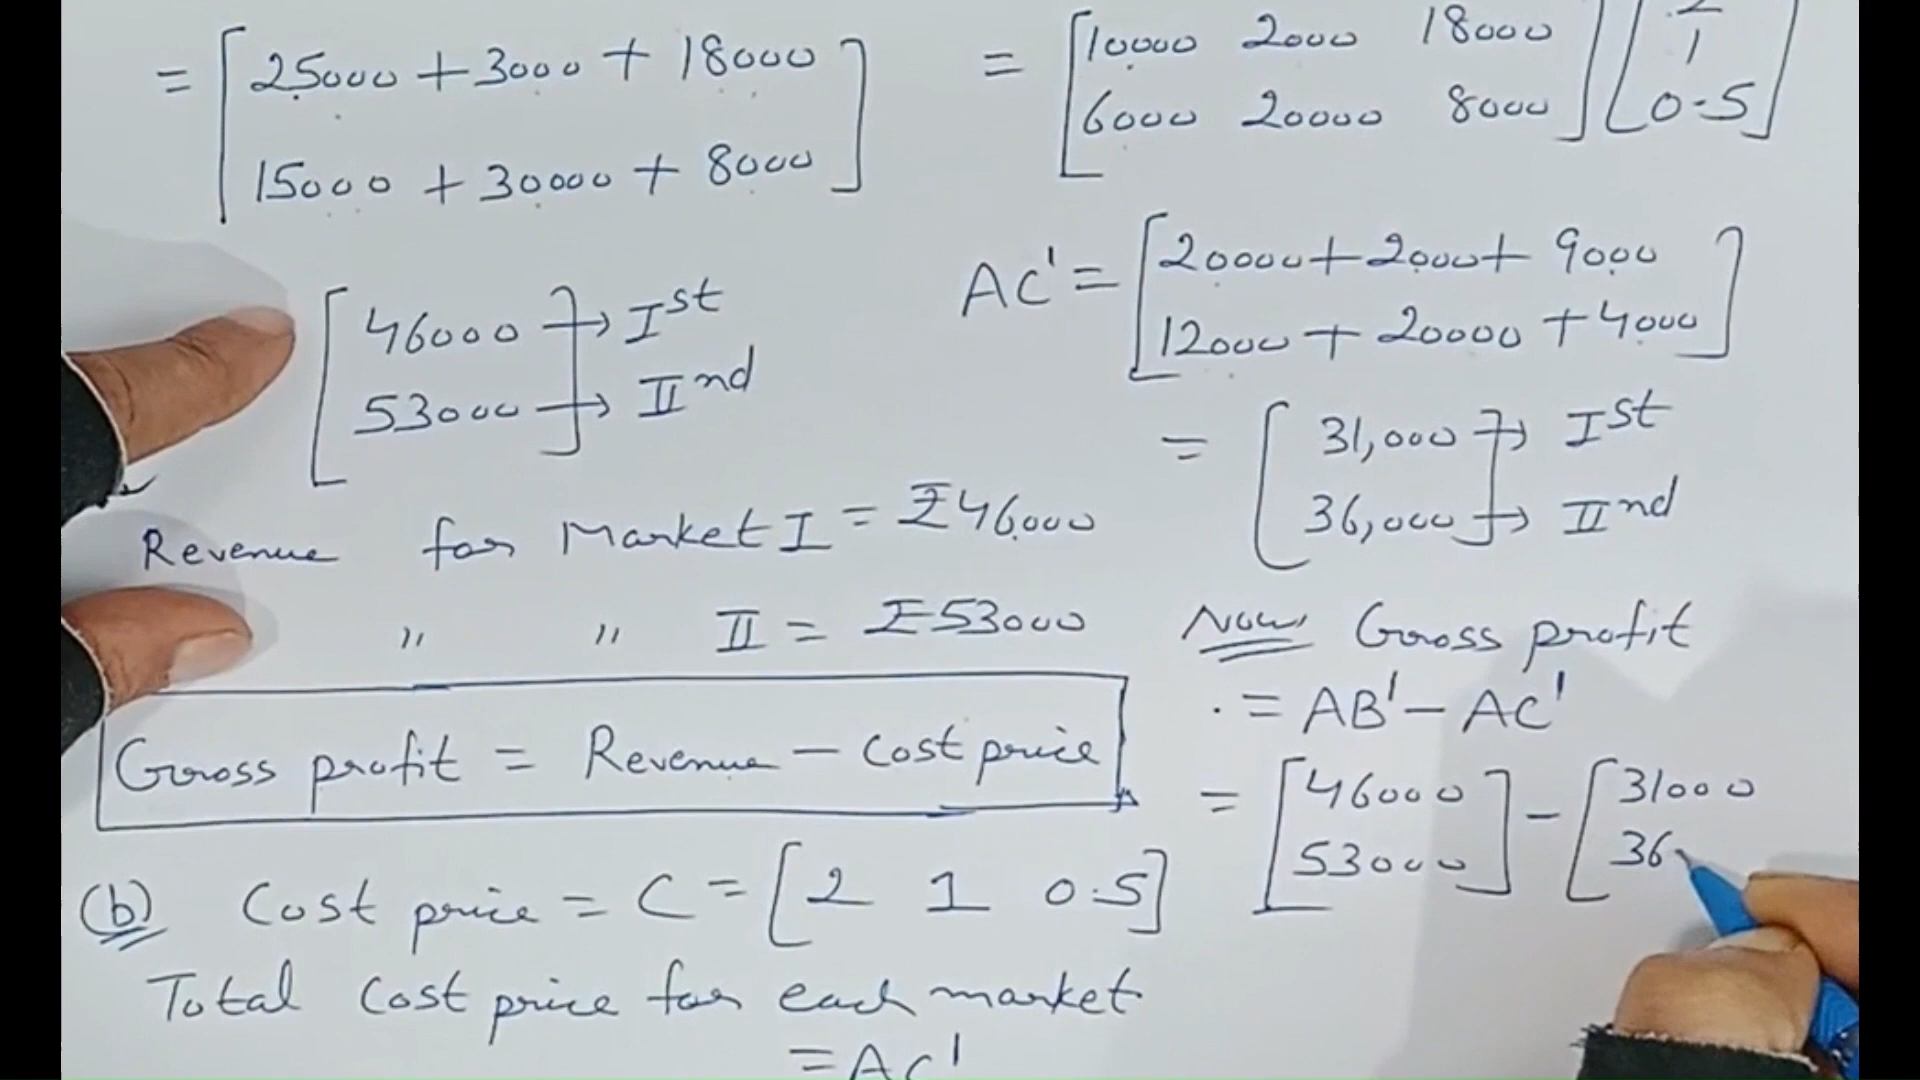 = [25000 + 3000 + 18000
15000 + 30000 + 8000]
[46000 → Ist
53000] → IInd
Revenue for Market I = ₹46000
" " II = ₹53000
Gross profit = Revenue - Cost price
(b) Cost price = C = [2 1 0.5]
Total cost price for each market
= AC'
= [10000 2000 18000
6000 20000 8000] [2
1
0.5]
AC' = [20000 + 2000 + 9000
12000 + 20000 + 4000]
= [31,000 → Ist
36,000] → IInd
Now, Gross profit
= AB' - AC'
= [46000
53000] - [31000
36